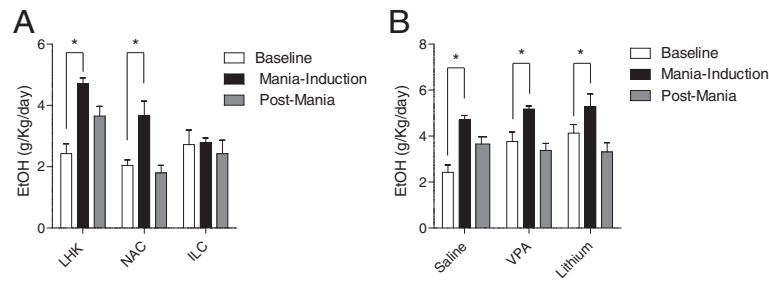 A
EtOH (g/Kg/day)
6
4
2
0
*
*
LHK
NAC
ILC
Baseline
Mania-Induction
Post-Mania
B
EtOH (g/Kg/day)
8
6
4
2
0
*
*
*
Saline
VPA
Lithium
Baseline
Mania-Induction
Post-Mania